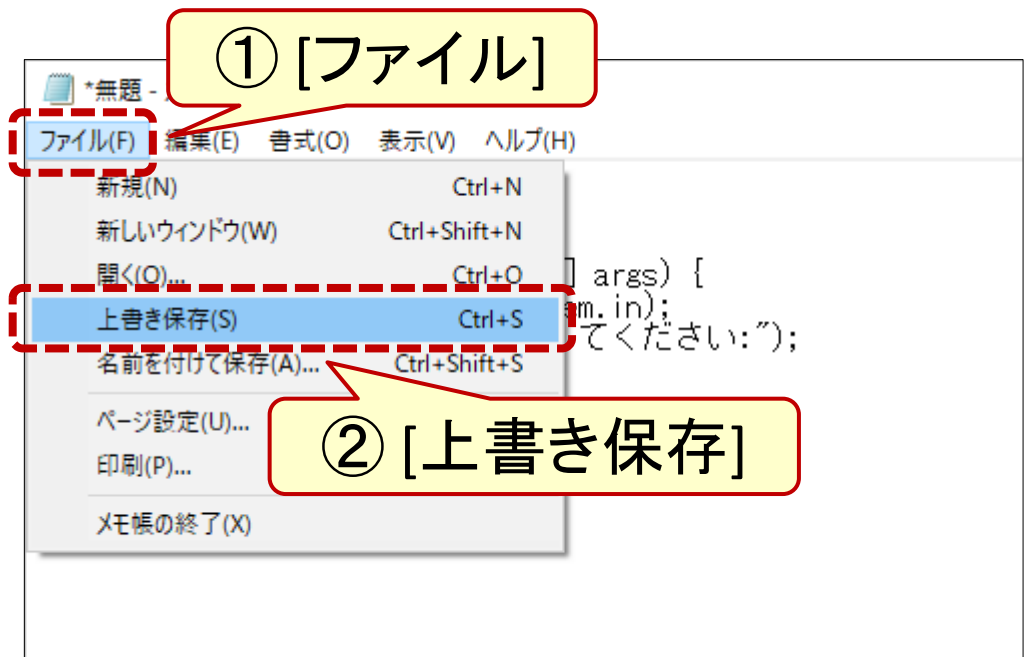 ① [ファイル]
*無題 -
ファイル(F) 編集(E) 書式(O) 表示(V) ヘルプ(H)
新規(N) Ctrl+N
新しいウィンドウ(W) Ctrl+Shift+N
開く(O)... Ctrl+O
] args) {
上書き保存(S) Ctrl+S
em.in);
てください:");
名前を付けて保存(A)... Ctrl+Shift+S
ページ設定(U)...
② [上書き保存]
印刷(P)...
メモ帳の終了(X)